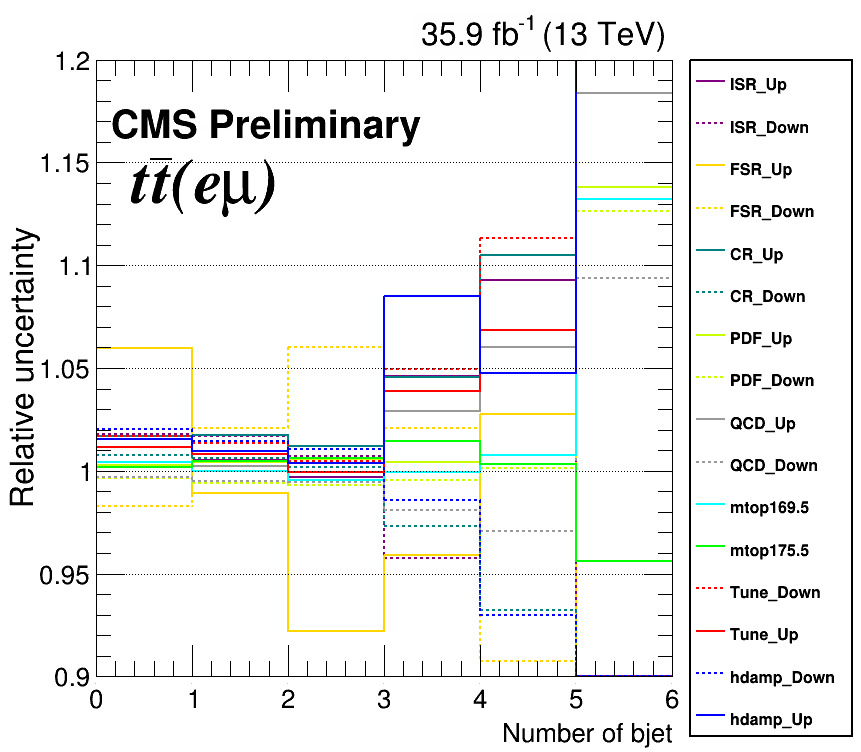 35.9 fb-1 (13 TeV)
CMS Preliminary
tt̅(eμ)
Relative uncertainty
1.2
1.15
1.1
1.05
1
0.95
0.9
0 1 2 3 4 5 6
Number of bjet
ISR_Up
ISR_Down
FSR_Up
FSR_Down
CR_Up
CR_Down
PDF_Up
PDF_Down
QCD_Up
QCD_Down
mtop169.5
mtop175.5
Tune_Down
Tune_Up
hdamp_Down
hdamp_Up